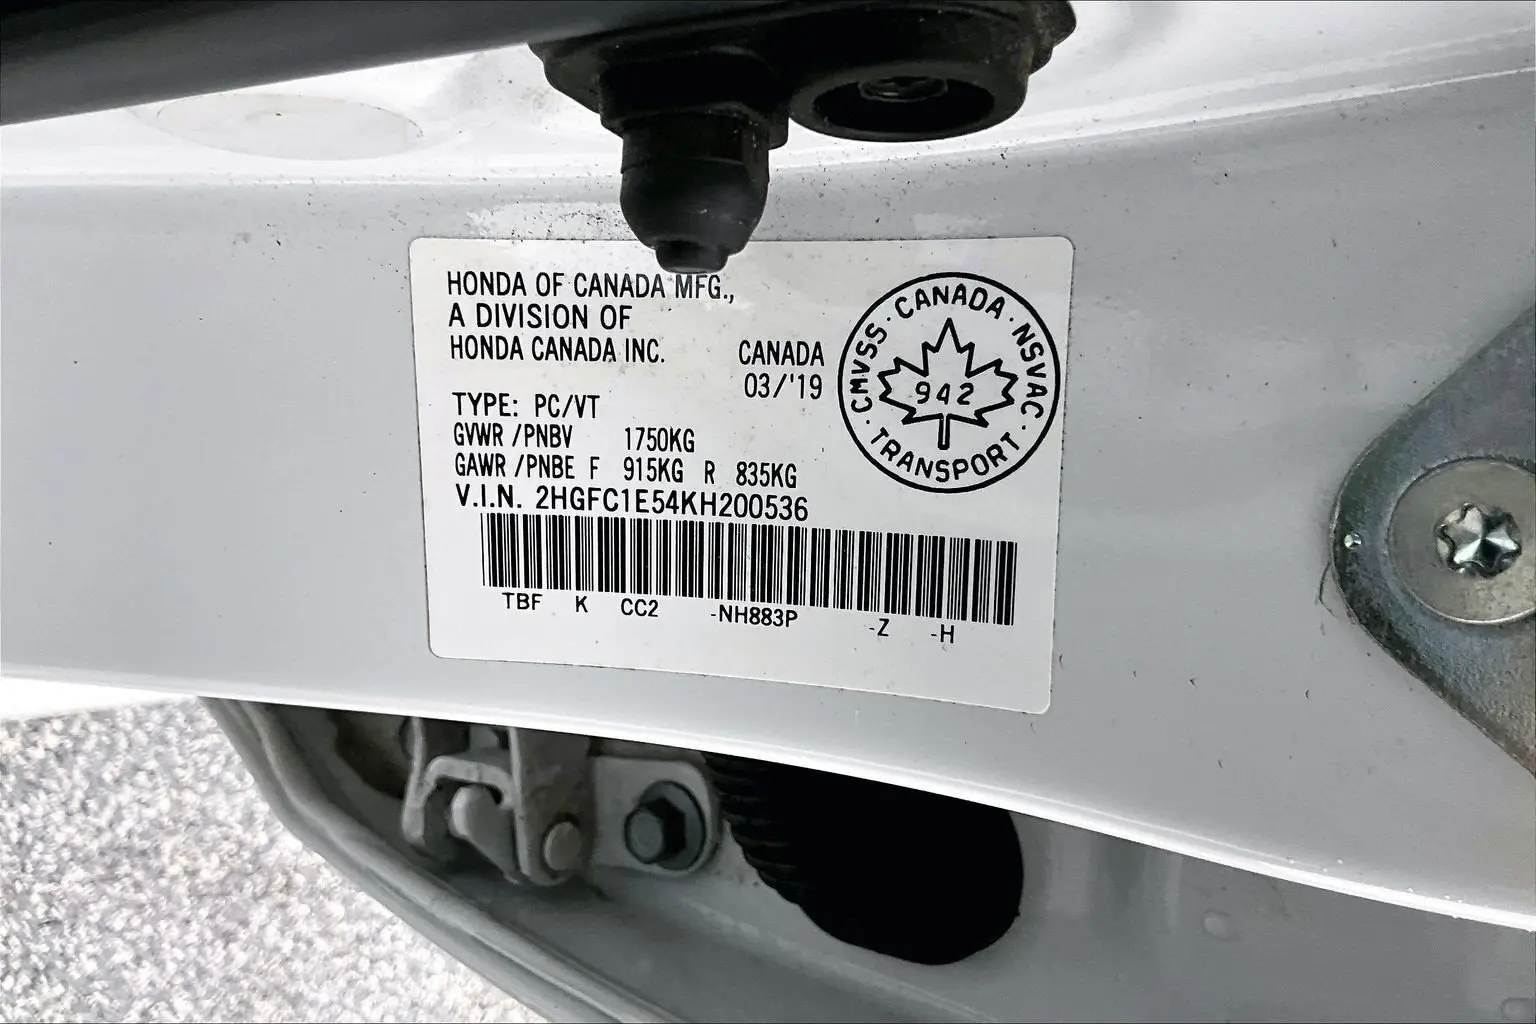 HONDA OF CANADA MFG.,
A DIVISION OF
HONDA CANADA INC.
CANADA
03/'19
CMVSS · CANADA · NSVAC · TRANSPORT ·
942
TYPE: PC/VT
GVWR /PNBV 1750KG
GAWR /PNBE F 915KG R 835KG
V.I.N. 2HGFC1E54KH200536
TBF K CC2 -NH883P -Z -H